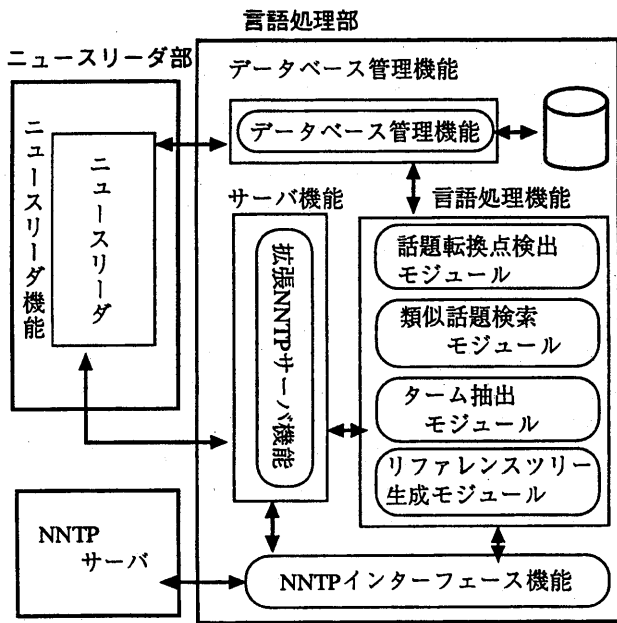 言語処理部
ニュースリーダ部
データベース管理機能
データベース管理機能
ニュースリーダ機能
ニュースリーダ
サーバ機能
言語処理機能
拡張NNTPサーバ機能
話題転換点検出
モジュール
類似話題検索
モジュール
ターム抽出
モジュール
リファレンスツリー
生成モジュール
NNTP
サーバ
NNTPインターフェース機能